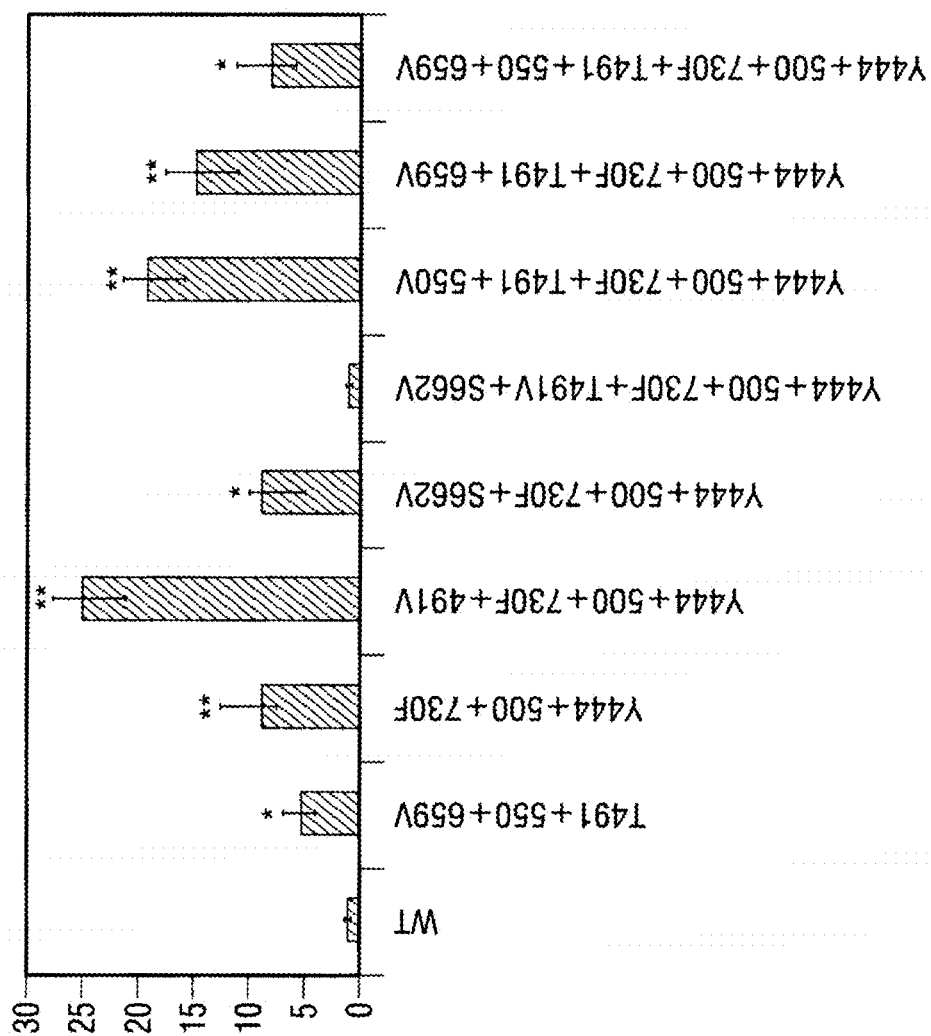 30
25
20
15
10
5
0
**
*
**
**
*
**
**
*
WT
T491+550+659V
Y444+500+730F
Y444+500+730F+491V
Y444+500+730F+S662V
Y444+500+730F+T491V+S662V
Y444+500+730F+T491+550V
Y444+500+730F+T491+659V
Y444+500+730F+T491+550+659V